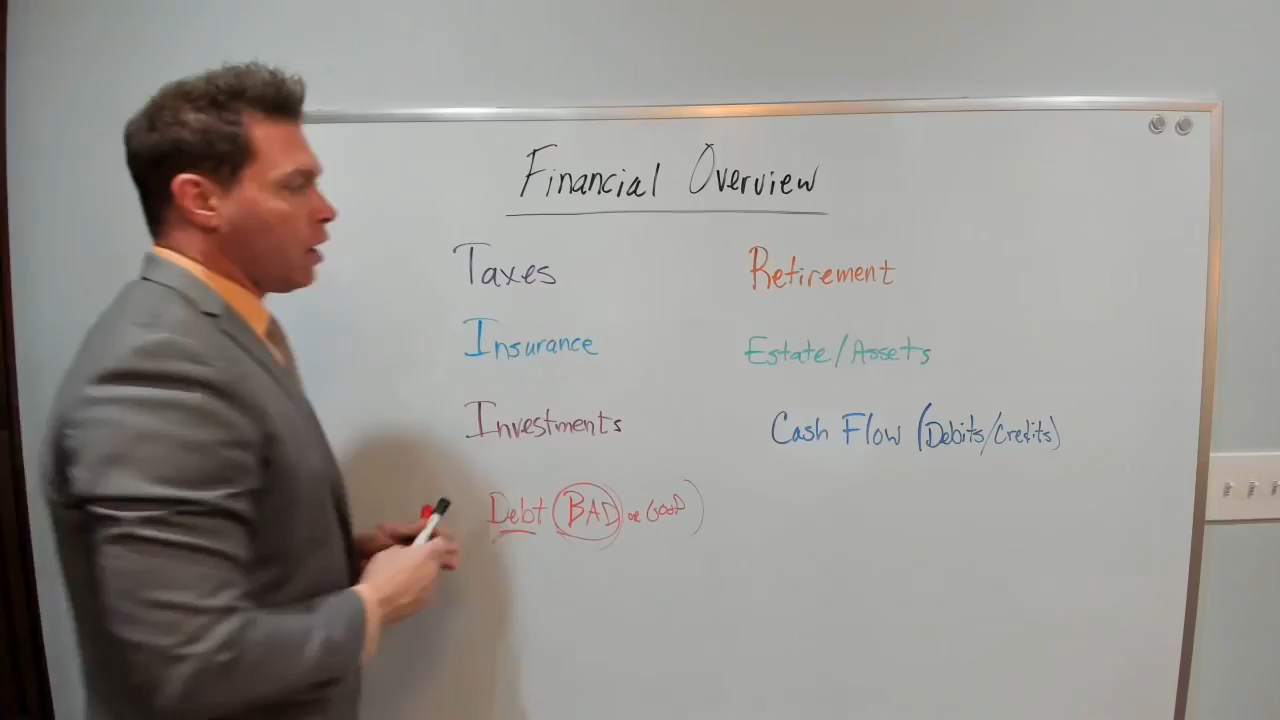 Financial Overview
Taxes
Insurance
Investments
Debt (BAD or GOOD)
Retirement
Estate/Assets
Cash Flow (Debits/Credits)